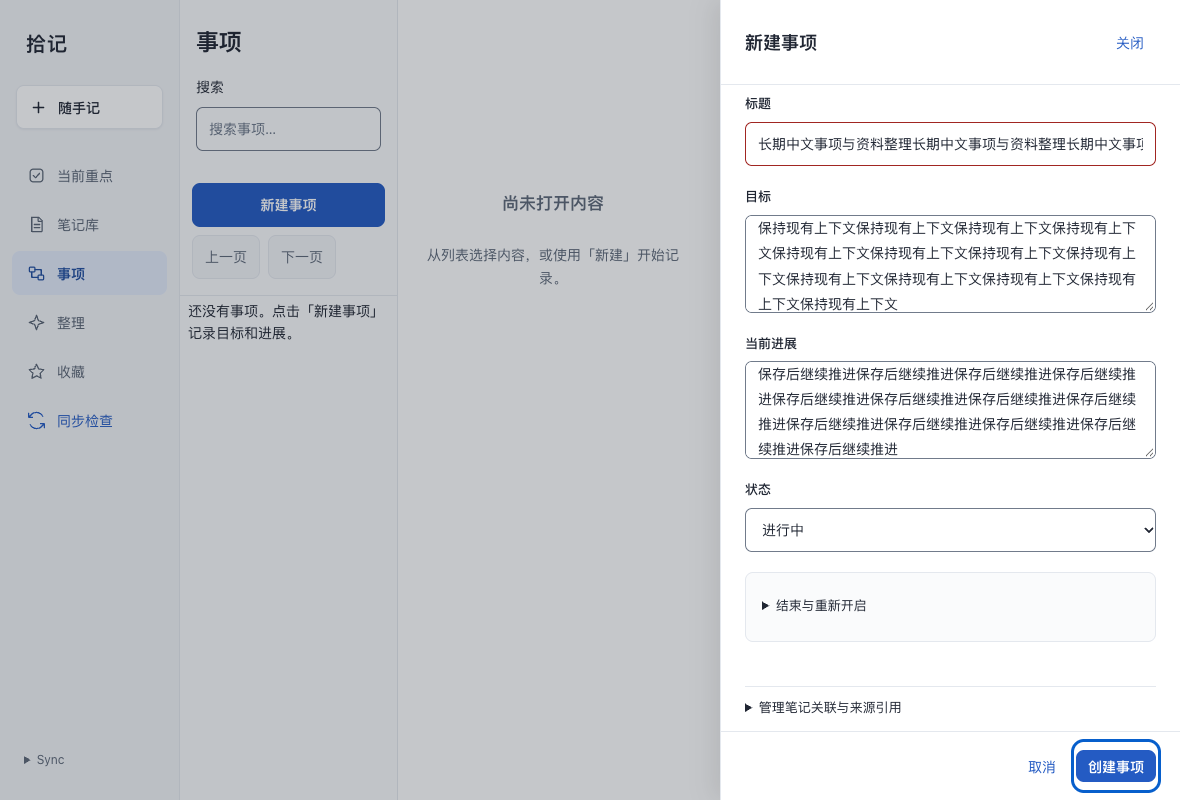 拾记
随手记
当前重点
笔记库
事项
整理
收藏
同步检查
Sync
事项
搜索
搜索事项...
新建事项
上一页
下一页
还没有事项。点击「新建事项」
记录目标和进展。
尚未打开内容
从列表选择内容，或使用「新建」开始记
录。
新建事项
关闭
标题
长期中文事项与资料整理长期中文事项与资料整理长期中文事
目标
保持现有上下文保持现有上下文保持现有上下文保持现有上下
文保持现有上下文保持现有上下文保持现有上下文保持现有上
下文保持现有上下文保持现有上下文保持现有上下文保持现有
上下文保持现有上下文
当前进展
保存后继续推进保存后继续推进保存后继续推进保存后继续推
进保存后继续推进保存后继续推进保存后继续推进保存后继续
推进保存后继续推进保存后继续推进保存后继续推进保存后继
续推进保存后继续推进
状态
进行中
结束与重新开启
管理笔记关联与来源引用
取消
创建事项